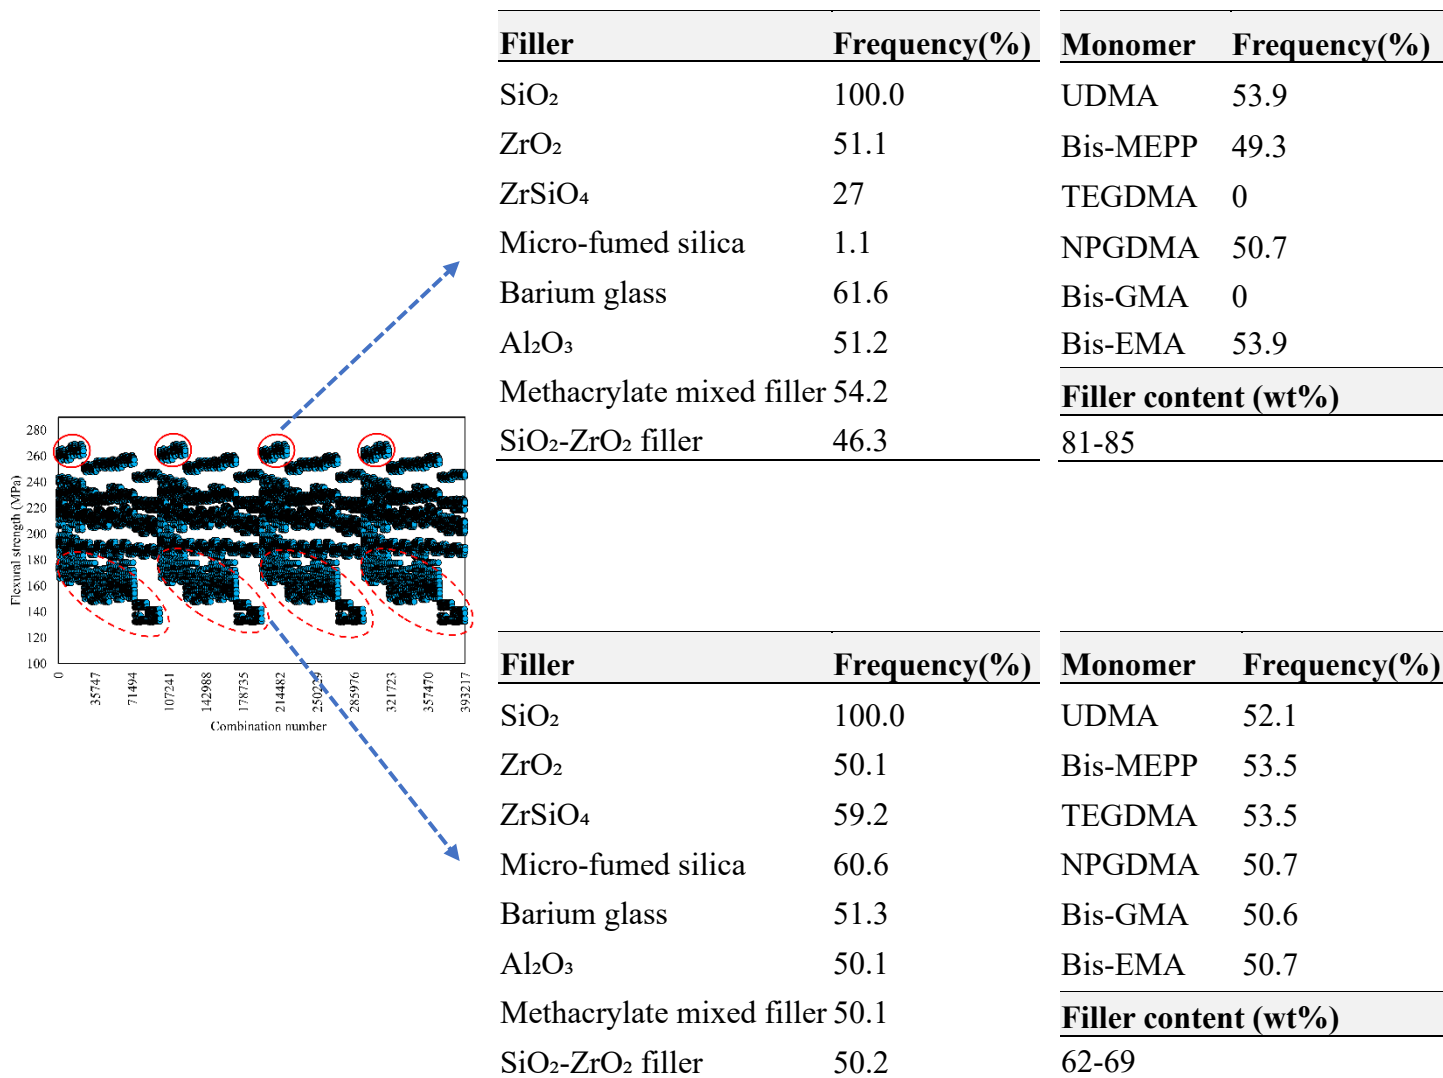 Filler Frequency(%)
SiO₂ 100.0
ZrO₂ 51.1
ZrSiO₄ 27
Micro-fumed silica 1.1
Barium glass 61.6
Al₂O₃ 51.2
Methacrylate mixed filler 54.2
SiO₂-ZrO₂ filler 46.3
Monomer Frequency(%)
UDMA 53.9
Bis-MEPP 49.3
TEGDMA 0
NPGDMA 50.7
Bis-GMA 0
Bis-EMA 53.9
Filler content (wt%)
81-85
Flexural strength (MPa)
280
260
240
220
200
180
160
140
120
100
0
35747
71494
107241
142988
178735
214482
250229
285976
321723
357470
393217
Combination number
Filler Frequency(%)
SiO₂ 100.0
ZrO₂ 50.1
ZrSiO₄ 59.2
Micro-fumed silica 60.6
Barium glass 51.3
Al₂O₃ 50.1
Methacrylate mixed filler 50.1
SiO₂-ZrO₂ filler 50.2
Monomer Frequency(%)
UDMA 52.1
Bis-MEPP 53.5
TEGDMA 53.5
NPGDMA 50.7
Bis-GMA 50.6
Bis-EMA 50.7
Filler content (wt%)
62-69